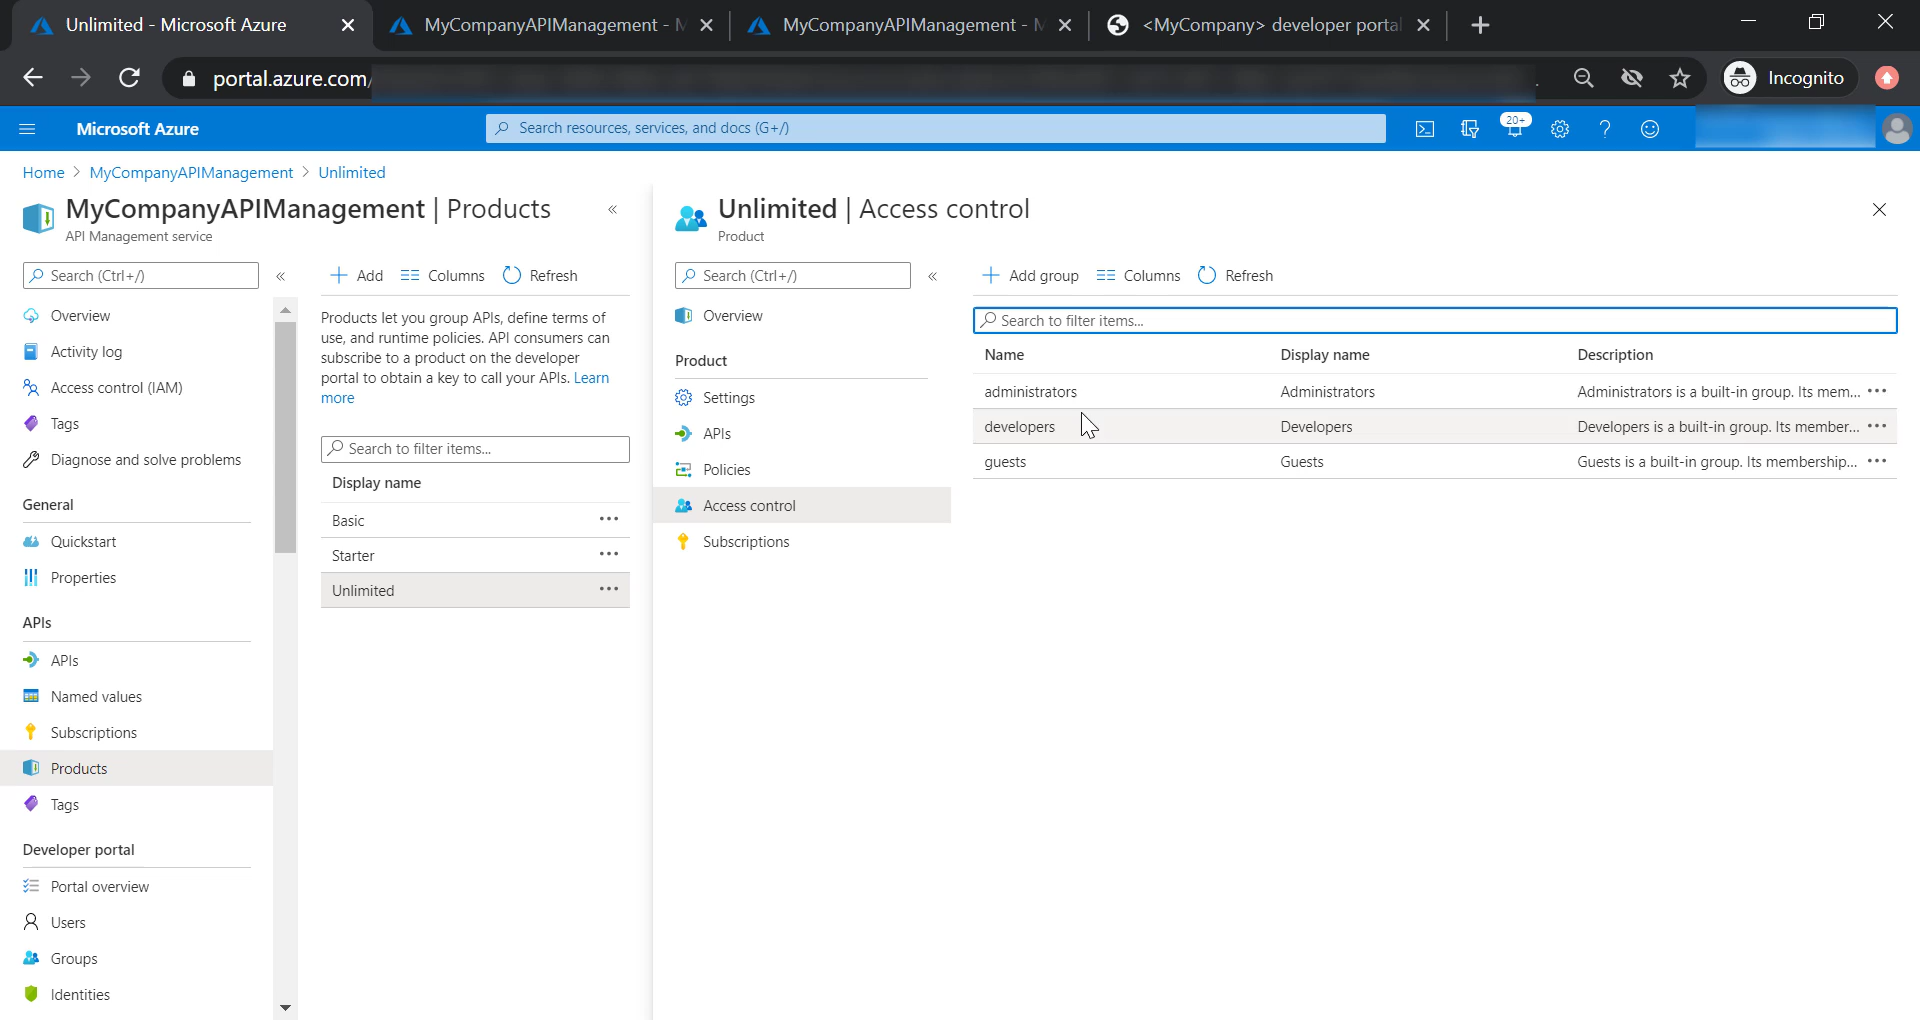 Unlimited - Microsoft Azure
MyCompanyAPIManagement - M
MyCompanyAPIManagement - M
<MyCompany> developer portal
portal.azure.com/
Incognito
Microsoft Azure
Search resources, services, and docs (G+/)
20+
Home > MyCompanyAPIManagement > Unlimited
MyCompanyAPIManagement | Products
API Management service
Search (Ctrl+/)
Overview
Activity log
Access control (IAM)
Tags
Diagnose and solve problems
General
Quickstart
Properties
APIs
APIs
Named values
Subscriptions
Products
Tags
Developer portal
Portal overview
Users
Groups
Identities
Add
Columns
Refresh
Products let you group APIs, define terms of
use, and runtime policies. API consumers can
subscribe to a product on the developer
portal to obtain a key to call your APIs. Learn
more
Search to filter items...
Display name
Basic
Starter
Unlimited
Unlimited | Access control
Product
Search (Ctrl+/)
Overview
Product
Settings
APIs
Policies
Access control
Subscriptions
Add group
Columns
Refresh
Search to filter items...
Name Display name Description
administrators Administrators Administrators is a built-in group. Its mem...
developers Developers Developers is a built-in group. Its member...
guests Guests Guests is a built-in group. Its membership...